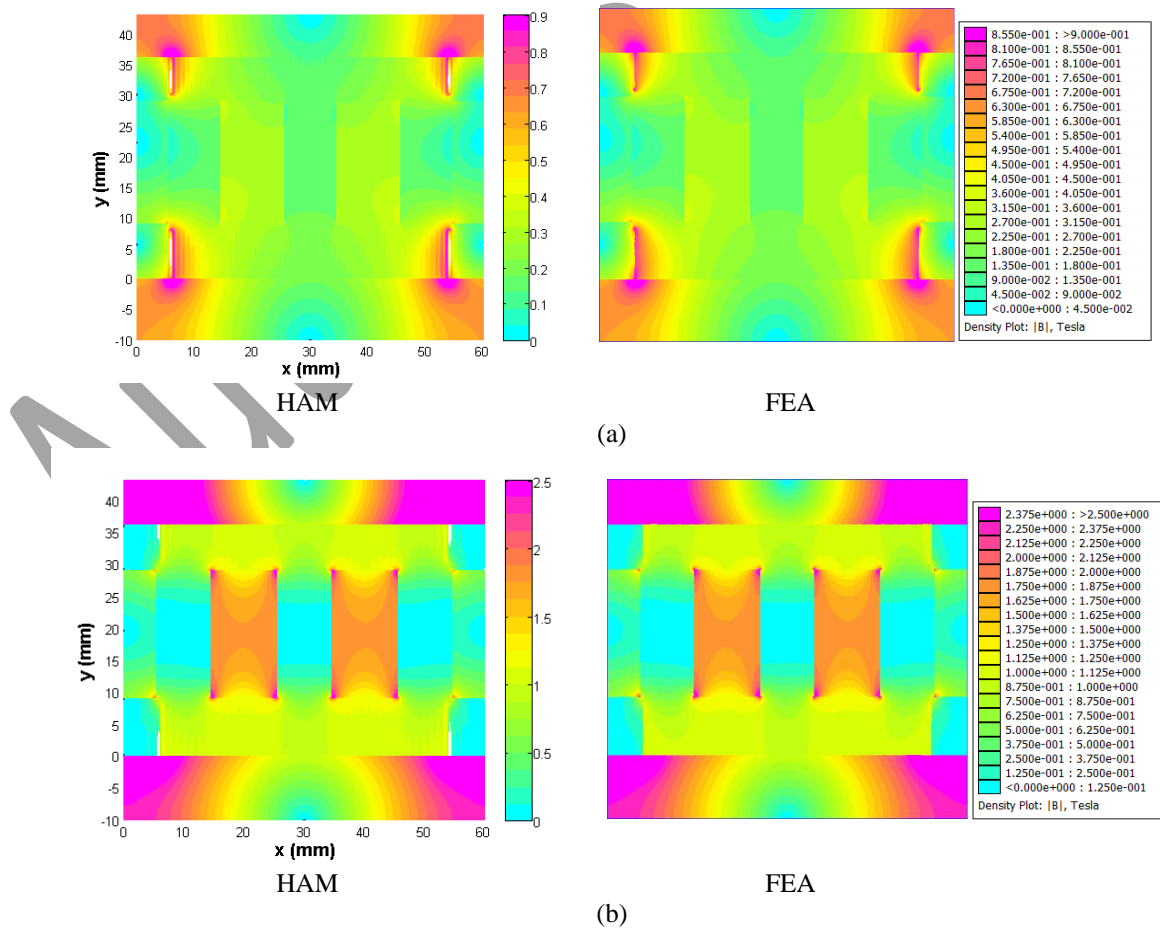 40
35
30
25
20
15
10
5
0
-5
-10
y (mm)
0 10 20 30 40 50 60
x (mm)
0.9
0.8
0.7
0.6
0.5
0.4
0.3
0.2
0.1
0
8.550e-001 : >9.000e-001
8.100e-001 : 8.550e-001
7.650e-001 : 8.100e-001
7.200e-001 : 7.650e-001
6.750e-001 : 7.200e-001
6.300e-001 : 6.750e-001
5.850e-001 : 6.300e-001
5.400e-001 : 5.850e-001
4.950e-001 : 5.400e-001
4.500e-001 : 4.950e-001
4.050e-001 : 4.500e-001
3.600e-001 : 4.050e-001
3.150e-001 : 3.600e-001
2.700e-001 : 3.150e-001
2.250e-001 : 2.700e-001
1.800e-001 : 2.250e-001
1.350e-001 : 1.800e-001
9.000e-002 : 1.350e-001
4.500e-002 : 9.000e-002
<0.000e+000 : 4.500e-002
Density Plot: |B|, Tesla
HAM FEA
(a)
40
35
30
25
20
15
10
5
0
-5
-10
y (mm)
0 10 20 30 40 50 60
x (mm)
2.5
2
1.5
1
0.5
0
2.375e+000 : >2.500e+000
2.250e+000 : 2.375e+000
2.125e+000 : 2.250e+000
2.000e+000 : 2.125e+000
1.875e+000 : 2.000e+000
1.750e+000 : 1.875e+000
1.625e+000 : 1.750e+000
1.500e+000 : 1.625e+000
1.375e+000 : 1.500e+000
1.250e+000 : 1.375e+000
1.125e+000 : 1.250e+000
1.000e+000 : 1.125e+000
8.750e-001 : 1.000e+000
7.500e-001 : 8.750e-001
6.250e-001 : 7.500e-001
5.000e-001 : 6.250e-001
3.750e-001 : 5.000e-001
2.500e-001 : 3.750e-001
1.250e-001 : 2.500e-001
<0.000e+000 : 1.250e-001
Density Plot: |B|, Tesla
HAM FEA
(b)